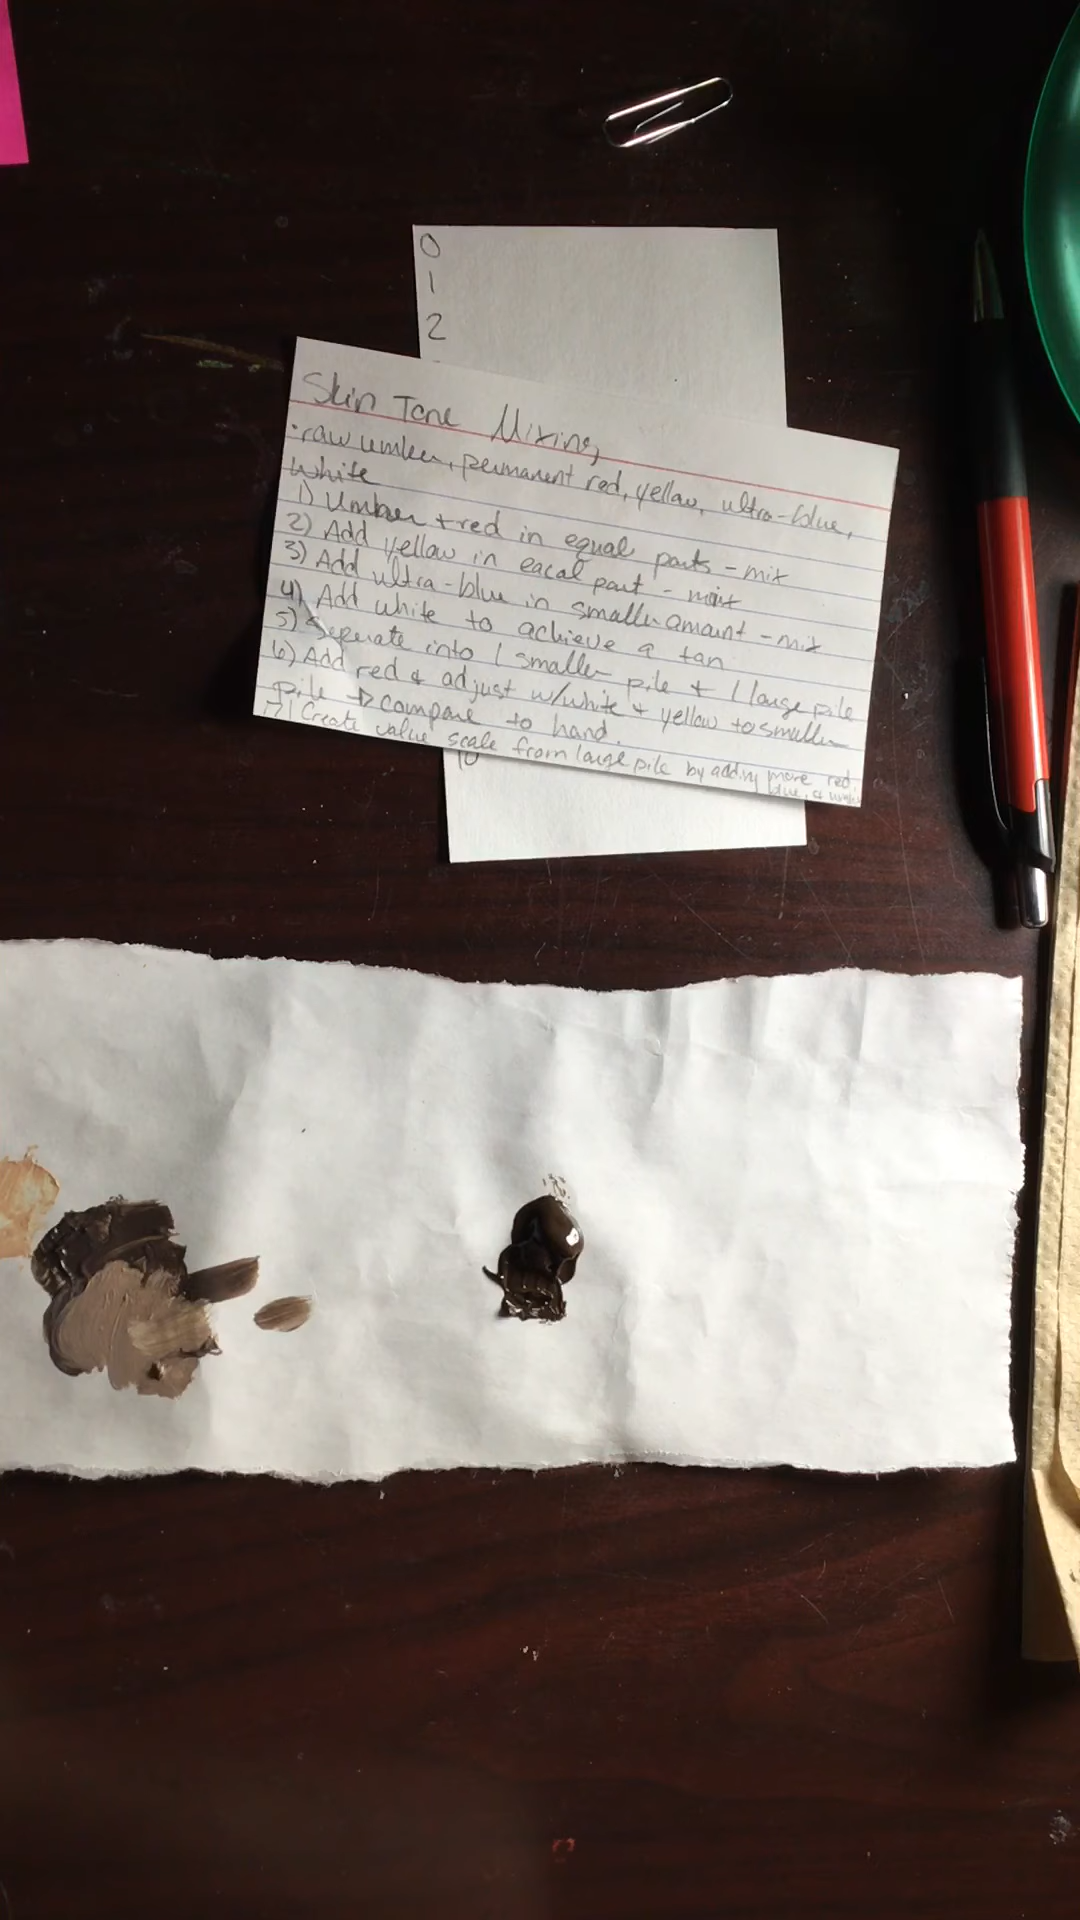 0
1
2
Skin Tone Mixing
·raw umber, permanent red, yellow, ultra-blue,
White
1) Umber + red in equal parts - mix
2) Add yellow in eacal part - mix
3) Add ultra-blue in smaller amount - mix
4) Add white to achieve a tan
5) Seperate into 1 smaller pile + 1 large pile
6) Add red & adjust w/white + yellow to smaller
pile → compare to hand.
7) Create value scale from large pile by adding more red,
blue, &
10